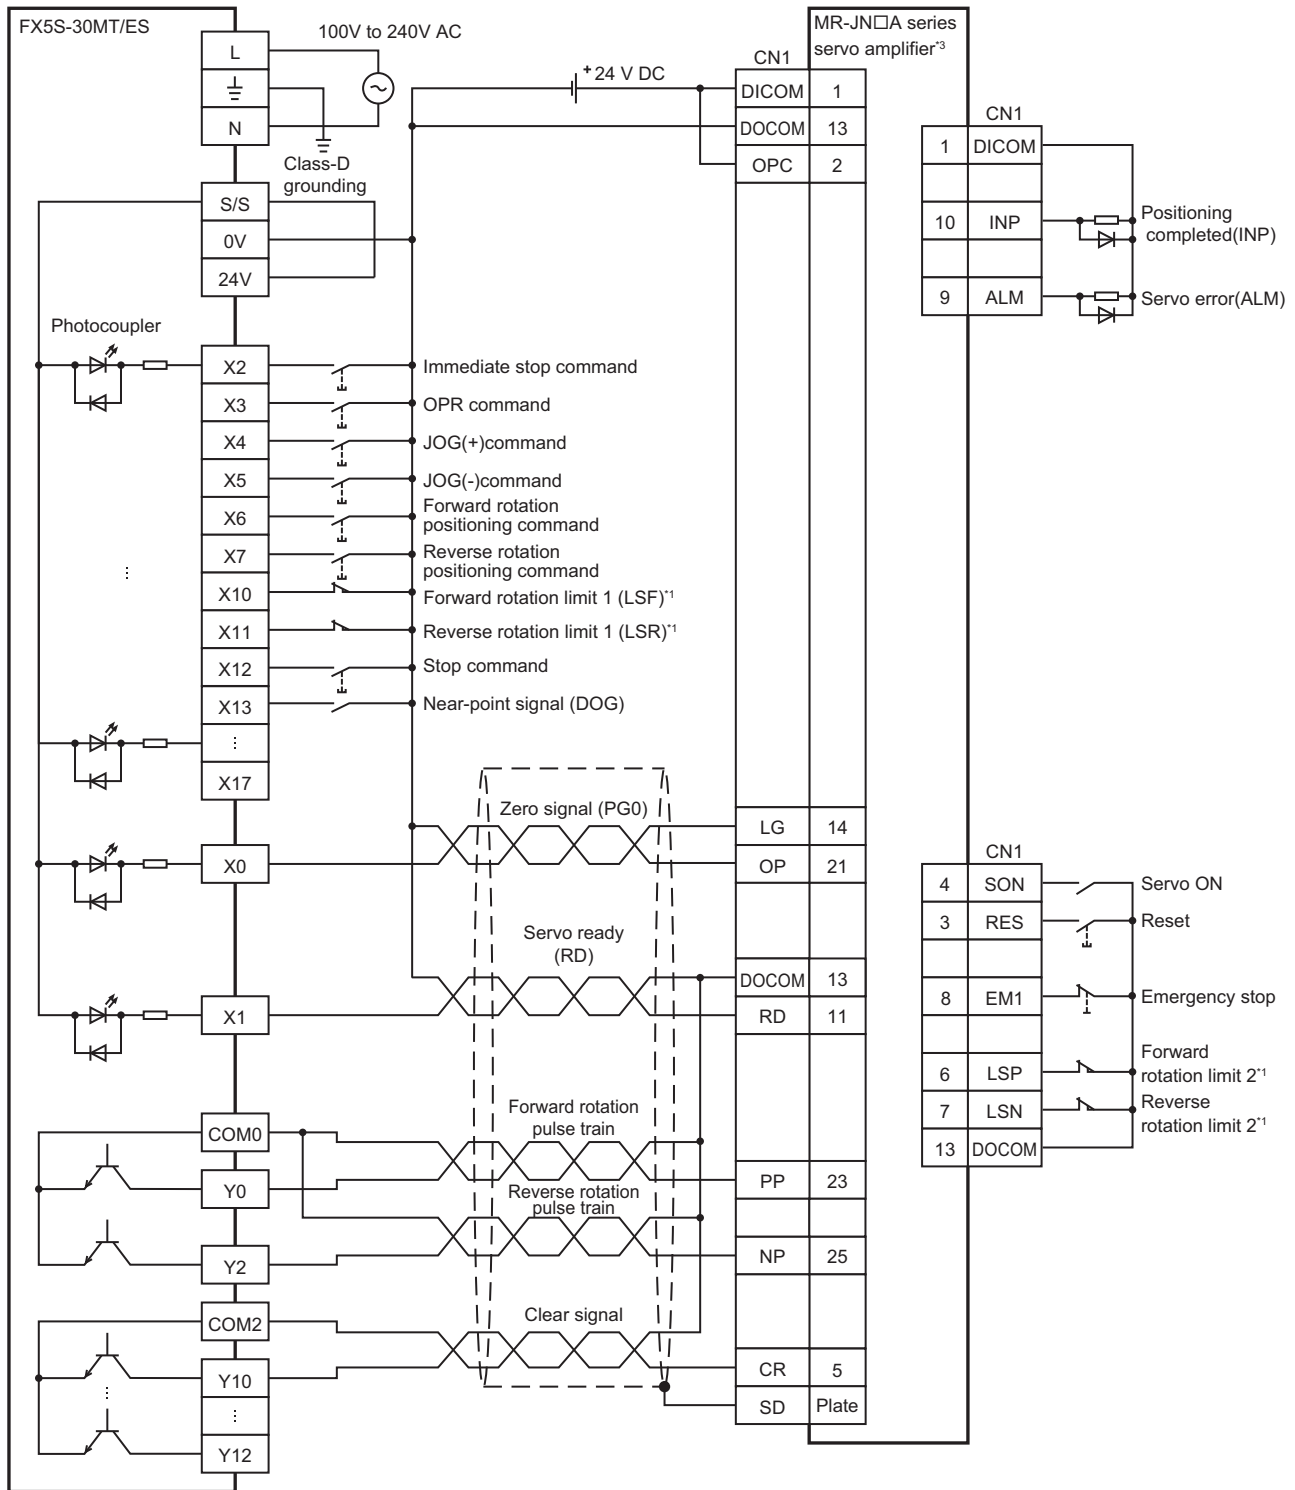 FX5S-30MT/ES
100V to 240V AC
L
N
Class-D
grounding
S/S
0V
24V
Photocoupler
X2
Immediate stop command
X3
OPR command
X4
JOG(+)command
X5
JOG(-)command
X6
Forward rotation
positioning command
X7
Reverse rotation
positioning command
X10
Forward rotation limit 1 (LSF)*1
X11
Reverse rotation limit 1 (LSR)*1
X12
Stop command
X13
Near-point signal (DOG)
⋮
X17
X0
X1
COM0
Y0
Y2
COM2
Y10
⋮
Y12
+ 24 V DC
Zero signal (PG0)
Servo ready
(RD)
Forward rotation
pulse train
Reverse rotation
pulse train
Clear signal
MR-JN□A series
servo amplifier*3
CN1
DICOM 1
DOCOM 13
OPC 2
LG 14
OP 21
DOCOM 13
RD 11
PP 23
NP 25
CR 5
SD Plate
CN1
1 DICOM
10 INP
Positioning
completed(INP)
9 ALM
Servo error(ALM)
CN1
4 SON
Servo ON
3 RES
Reset
8 EM1
Emergency stop
6 LSP
Forward
rotation limit 2*1
7 LSN
Reverse
rotation limit 2*1
13 DOCOM